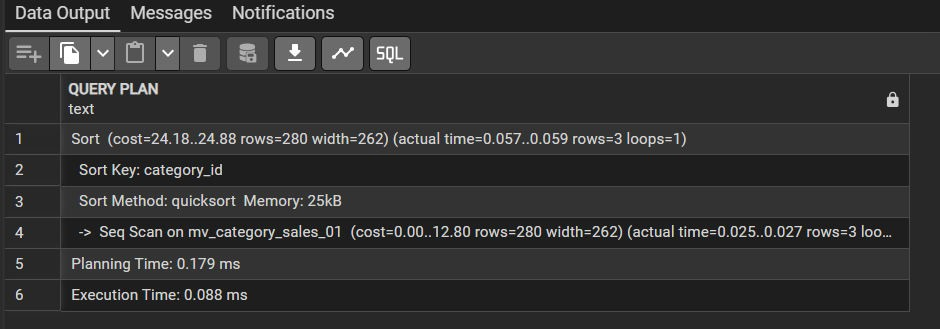 Data Output Messages Notifications
SQL
QUERY PLAN
text
1 Sort (cost=24.18..24.88 rows=280 width=262) (actual time=0.057..0.059 rows=3 loops=1)
2 Sort Key: category_id
3 Sort Method: quicksort Memory: 25kB
4 -> Seq Scan on mv_category_sales_01 (cost=0.00..12.80 rows=280 width=262) (actual time=0.025..0.027 rows=3 loo...
5 Planning Time: 0.179 ms
6 Execution Time: 0.088 ms